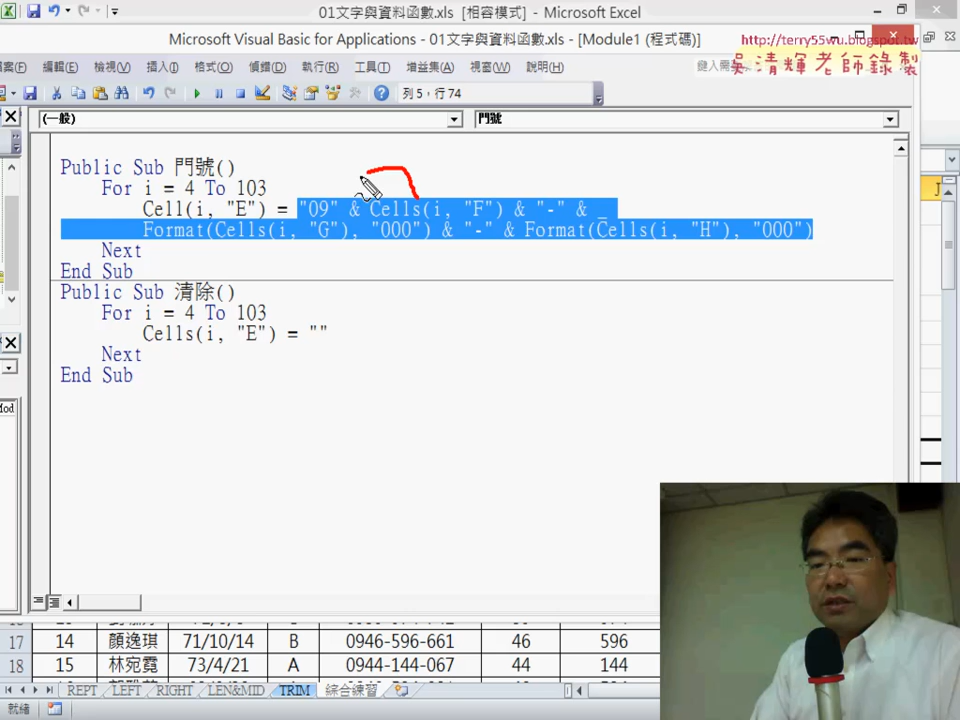 01文字與資料函數.xls [相容模式] - Microsoft Excel
Microsoft Visual Basic for Applications - 01文字與資料函數.xls - [Module1 (程式碼)]
http://terry55wu.blogspot.tw
吳清輝老師錄製
檔案(F) 編輯(E) 檢視(V) 插入(I) 格式(O) 偵錯(D) 執行(R) 工具(T) 增益集(A) 視窗(W) 說明(H)
列 5，行 74
(一般) 門號
Public Sub 門號()
For i = 4 To 103
Cell(i, "E") = "09" & Cells(i, "F") & "-" & _
Format(Cells(i, "G"), "000") & "-" & Format(Cells(i, "H"), "000")
Next
End Sub
Public Sub 清除()
For i = 4 To 103
Cells(i, "E") = ""
Next
End Sub
17 14 顏逸琪 71/10/14 B 0946-596-661 46 596
18 15 林宛霓 73/4/21 A 0944-144-067 44 144
REPT LEFT RIGHT LEN&MID TRIM 綜合練習
就緒